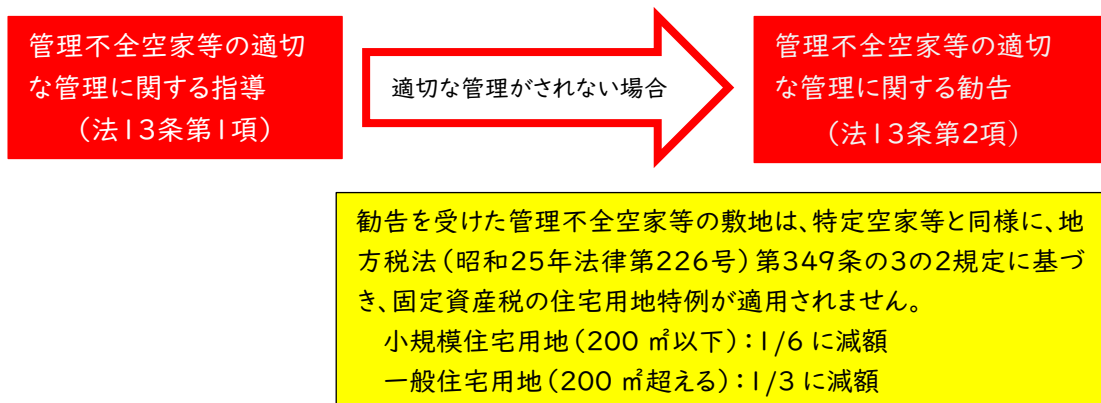 管理不全空家等の適切
な管理に関する指導
(法13条第1項)
適切な管理がされない場合
管理不全空家等の適切
な管理に関する勧告
(法13条第2項)
勧告を受けた管理不全空家等の敷地は、特定空家等と同様に、地
方税法(昭和25年法律第226号)第349条の3の2規定に基づ
き、固定資産税の住宅用地特例が適用されません。
小規模住宅用地(200 ㎡以下):1/6 に減額
一般住宅用地(200 ㎡超える):1/3 に減額